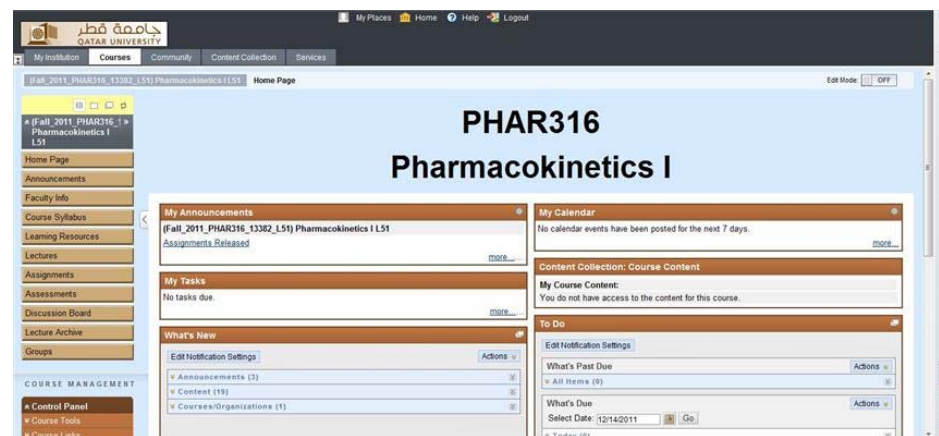 My Places Home Help Logout
جامعة قطر
QATAR UNIVERSITY
My Institution Courses Community Content Collection Services
(Fall_2011_PHAR316_13382_L51) Pharmacokinetics I L51 Home Page Edit Mode: OFF
(Fall_2011_PHAR316_1
Pharmacokinetics I
L51
Home Page
Announcements
Faculty Info
Course Syllabus
Learning Resources
Lectures
Assignments
Assessments
Discussion Board
Lecture Archive
Groups
COURSE MANAGEMENT
Control Panel
Course Tools
Course Links
PHAR316
Pharmacokinetics I
My Announcements
(Fall_2011_PHAR316_13382_L51) Pharmacokinetics I L51
Assignments Released
more...
My Tasks
No tasks due.
more...
What's New
Edit Notification Settings Actions
Announcements (3)
Content (19)
Courses/Organizations (1)
My Calendar
No calendar events have been posted for the next 7 days.
more...
Content Collection: Course Content
My Course Content:
You do not have access to the content for this course.
To Do
Edit Notification Settings
What's Past Due Actions
All Items (0)
What's Due Actions
Select Date: 12/14/2011 Go
Today (0)